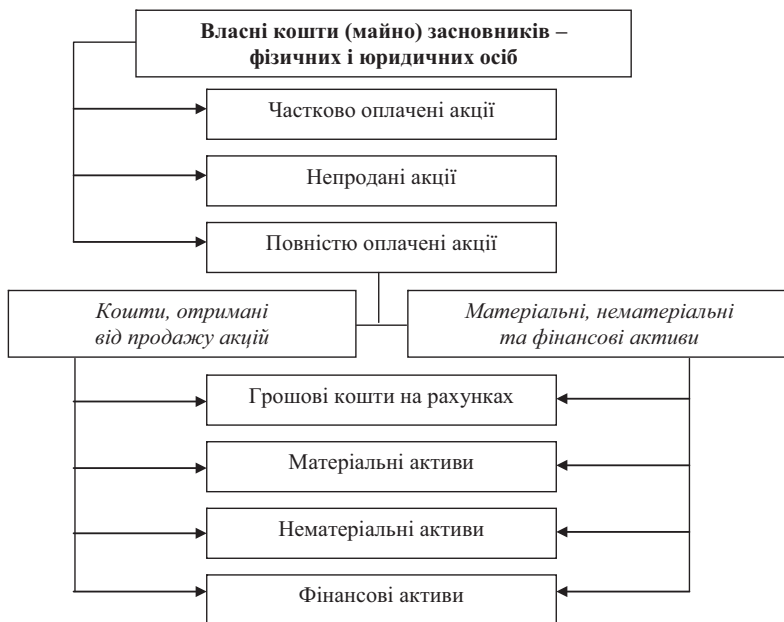 Власні кошти (майно) засновників –
фізичних і юридичних осіб
Частково оплачені акції
Непродані акції
Повністю оплачені акції
Кошти, отримані
від продажу акцій
Матеріальні, нематеріальні
та фінансові активи
Грошові кошти на рахунках
Матеріальні активи
Нематеріальні активи
Фінансові активи